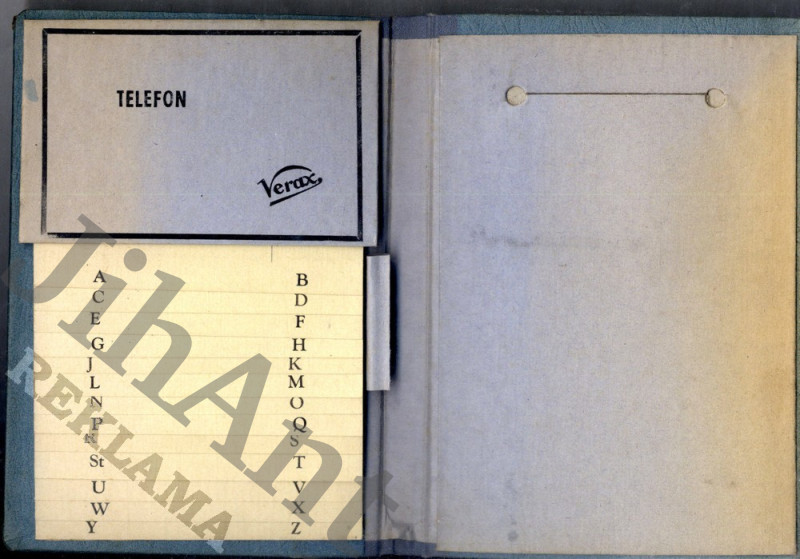 TELEFON
Verax
A B
C D
E F
G H
J K
L M
N O
P Q
R S
St T
U V
W X
Y Z
JihAnt
REKLAMA